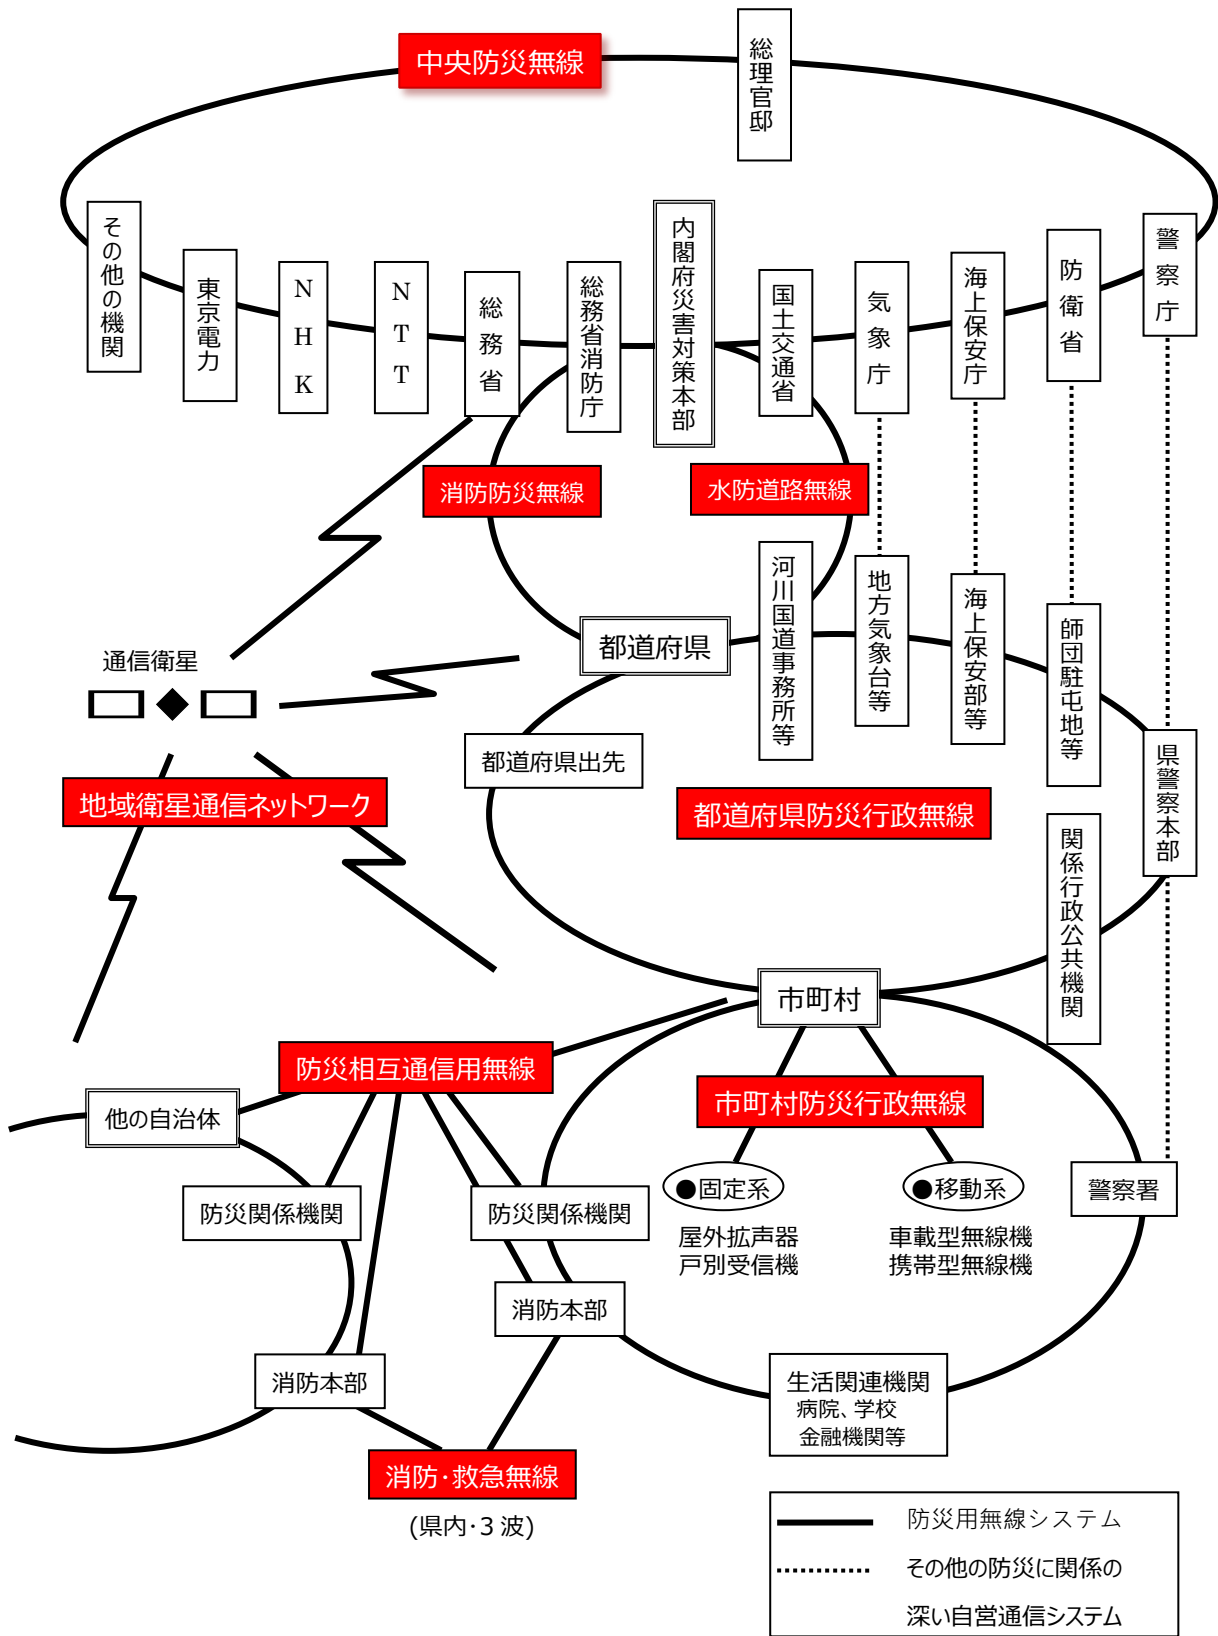 中央防災無線
総理官邸
その他の機関
東京電力
NHK
NTT
総務省
総務省消防庁
内閣府災害対策本部
国土交通省
気象庁
海上保安庁
防衛省
警察庁
消防防災無線
水防道路無線
都道府県
河川国道事務所等
地方気象台等
海上保安部等
師団駐屯地等
県警察本部
通信衛星
都道府県出先
地域衛星通信ネットワーク
都道府県防災行政無線
関係行政公共機関
市町村
防災相互通信用無線
市町村防災行政無線
他の自治体
防災関係機関
防災関係機関
●固定系
●移動系
警察署
屋外拡声器
戸別受信機
車載型無線機
携帯型無線機
消防本部
消防本部
生活関連機関
病院、学校
金融機関等
消防・救急無線
(県内・3波)
防災用無線システム
その他の防災に関係の
深い自営通信システム